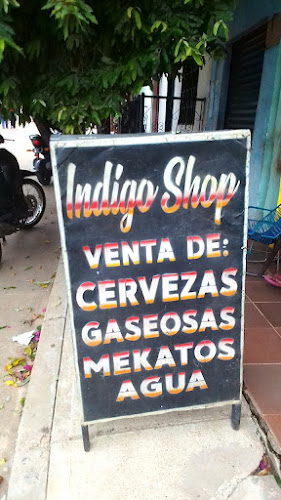 Indigo Shop
VENTA DE:
CERVEZAS
GASEOSAS
MEKATOS
AGUA